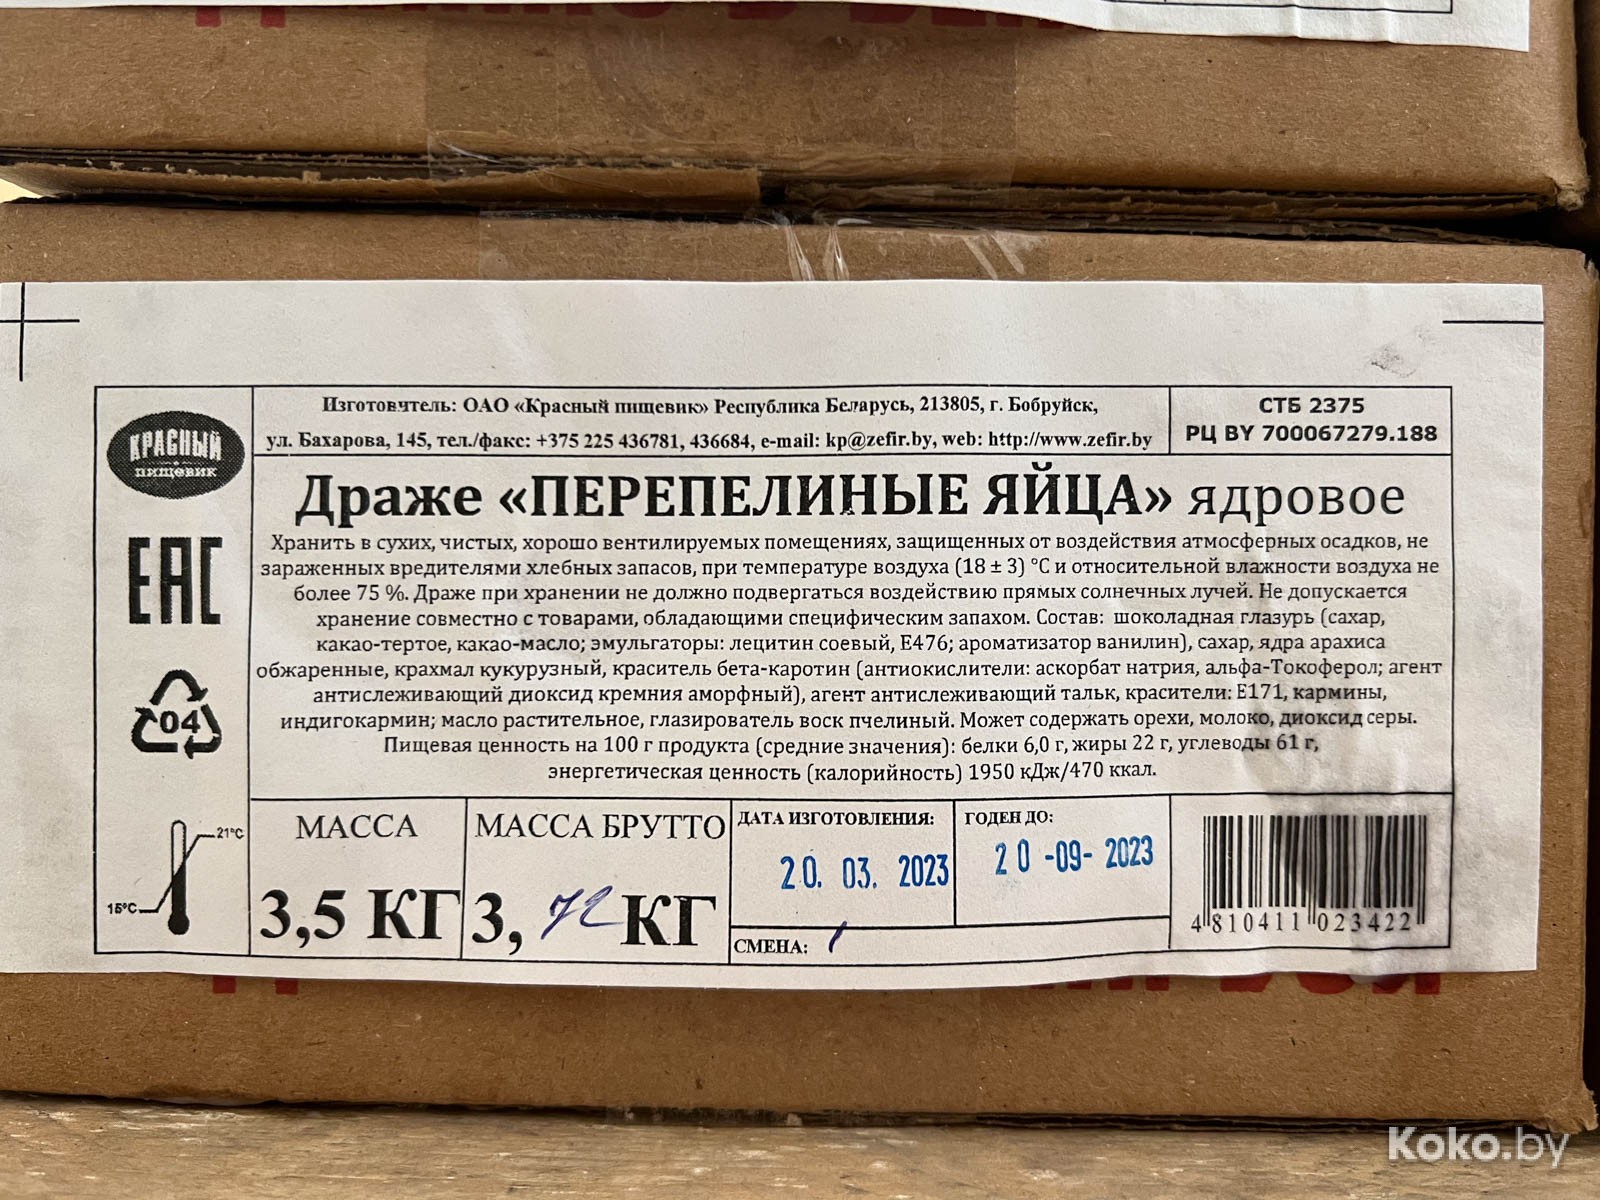 Изготовитель: ОАО «Красный пищевик» Республика Беларусь, 213805, г. Бобруйск,
ул. Бахарова, 145, тел./факс: +375 225 436781, 436684, e-mail: kp@zefir.by, web: http://www.zefir.by
СТБ 2375
РЦ BY 700067279.188
КРАСНЫЙ
пищевик
Драже «ПЕРЕПЕЛИНЫЕ ЯЙЦА» ядровое
Хранить в сухих, чистых, хорошо вентилируемых помещениях, защищенных от воздействия атмосферных осадков, не
зараженных вредителями хлебных запасов, при температуре воздуха (18 ± 3) °С и относительной влажности воздуха не
более 75 %. Драже при хранении не должно подвергаться воздействию прямых солнечных лучей. Не допускается
хранение совместно с товарами, обладающими специфическим запахом. Состав: шоколадная глазурь (сахар,
какао-тертое, какао-масло; эмульгаторы: лецитин соевый, Е476; ароматизатор ванилин), сахар, ядра арахиса
обжаренные, крахмал кукурузный, краситель бета-каротин (антиокислители: аскорбат натрия, альфа-Токоферол; агент
антислеживающий диоксид кремния аморфный), агент антислеживающий тальк, красители: Е171, кармины,
индигокармин; масло растительное, глазирователь воск пчелиный. Может содержать орехи, молоко, диоксид серы.
Пищевая ценность на 100 г продукта (средние значения): белки 6,0 г, жиры 22 г, углеводы 61 г,
энергетическая ценность (калорийность) 1950 кДж/470 ккал.
ЕАС
04
21°С
15°С
МАССА
3,5 КГ
МАССА БРУТТО
3,72 КГ
ДАТА ИЗГОТОВЛЕНИЯ:
20. 03. 2023
ГОДЕН ДО:
20 -09- 2023
СМЕНА: 1
4 810411 023422
Koko.by